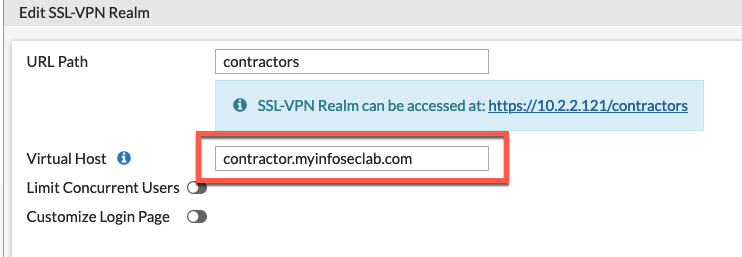 Edit SSL-VPN Realm
URL Path contractors
SSL-VPN Realm can be accessed at: https://10.2.2.121/contractors
Virtual Host contractor.myinfoseclab.com
Limit Concurrent Users
Customize Login Page